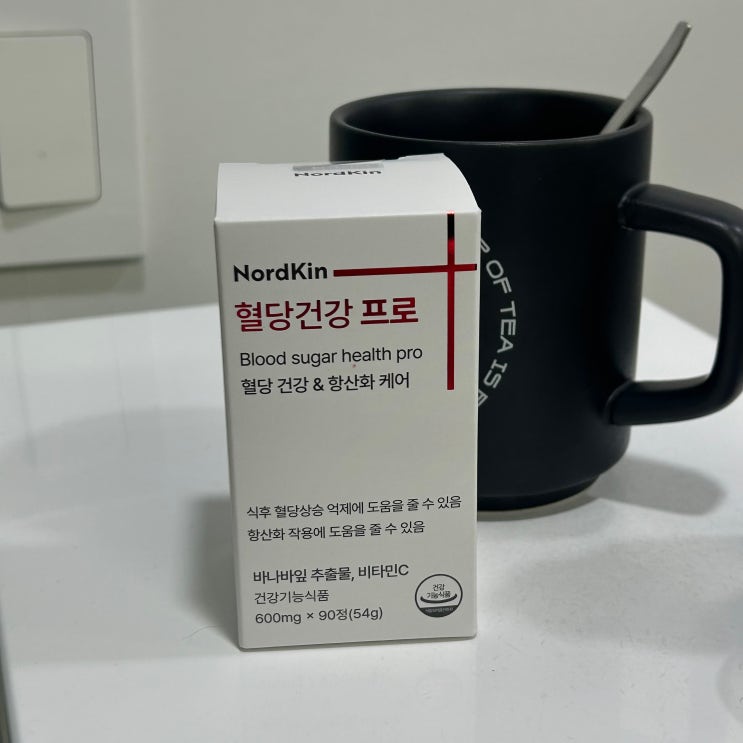 NordKin
NordKin
혈당건강 프로
Blood sugar health pro
혈당 건강 & 항산화 케어
식후 혈당상승 억제에 도움을 줄 수 있음
항산화 작용에 도움을 줄 수 있음
바나바잎 추출물, 비타민C
건강기능식품
600mg × 90정(54g)
건강
기능식품
OF TEA IS